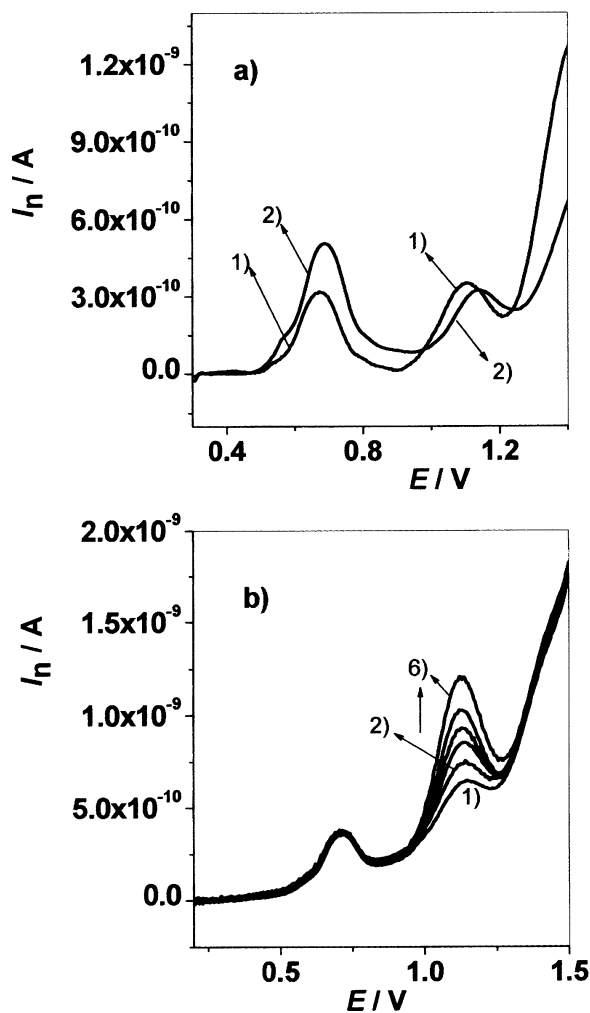 a)
1.2x10⁻⁹
9.0x10⁻¹⁰
6.0x10⁻¹⁰
3.0x10⁻¹⁰
0.0
Iₙ / A
2)
1)
1)
2)
0.4 0.8 1.2
E / V
2.0x10⁻⁹
1.5x10⁻⁹
1.0x10⁻⁹
5.0x10⁻¹⁰
0.0
Iₙ / A
b)
6)
2)
1)
0.5 1.0 1.5
E / V